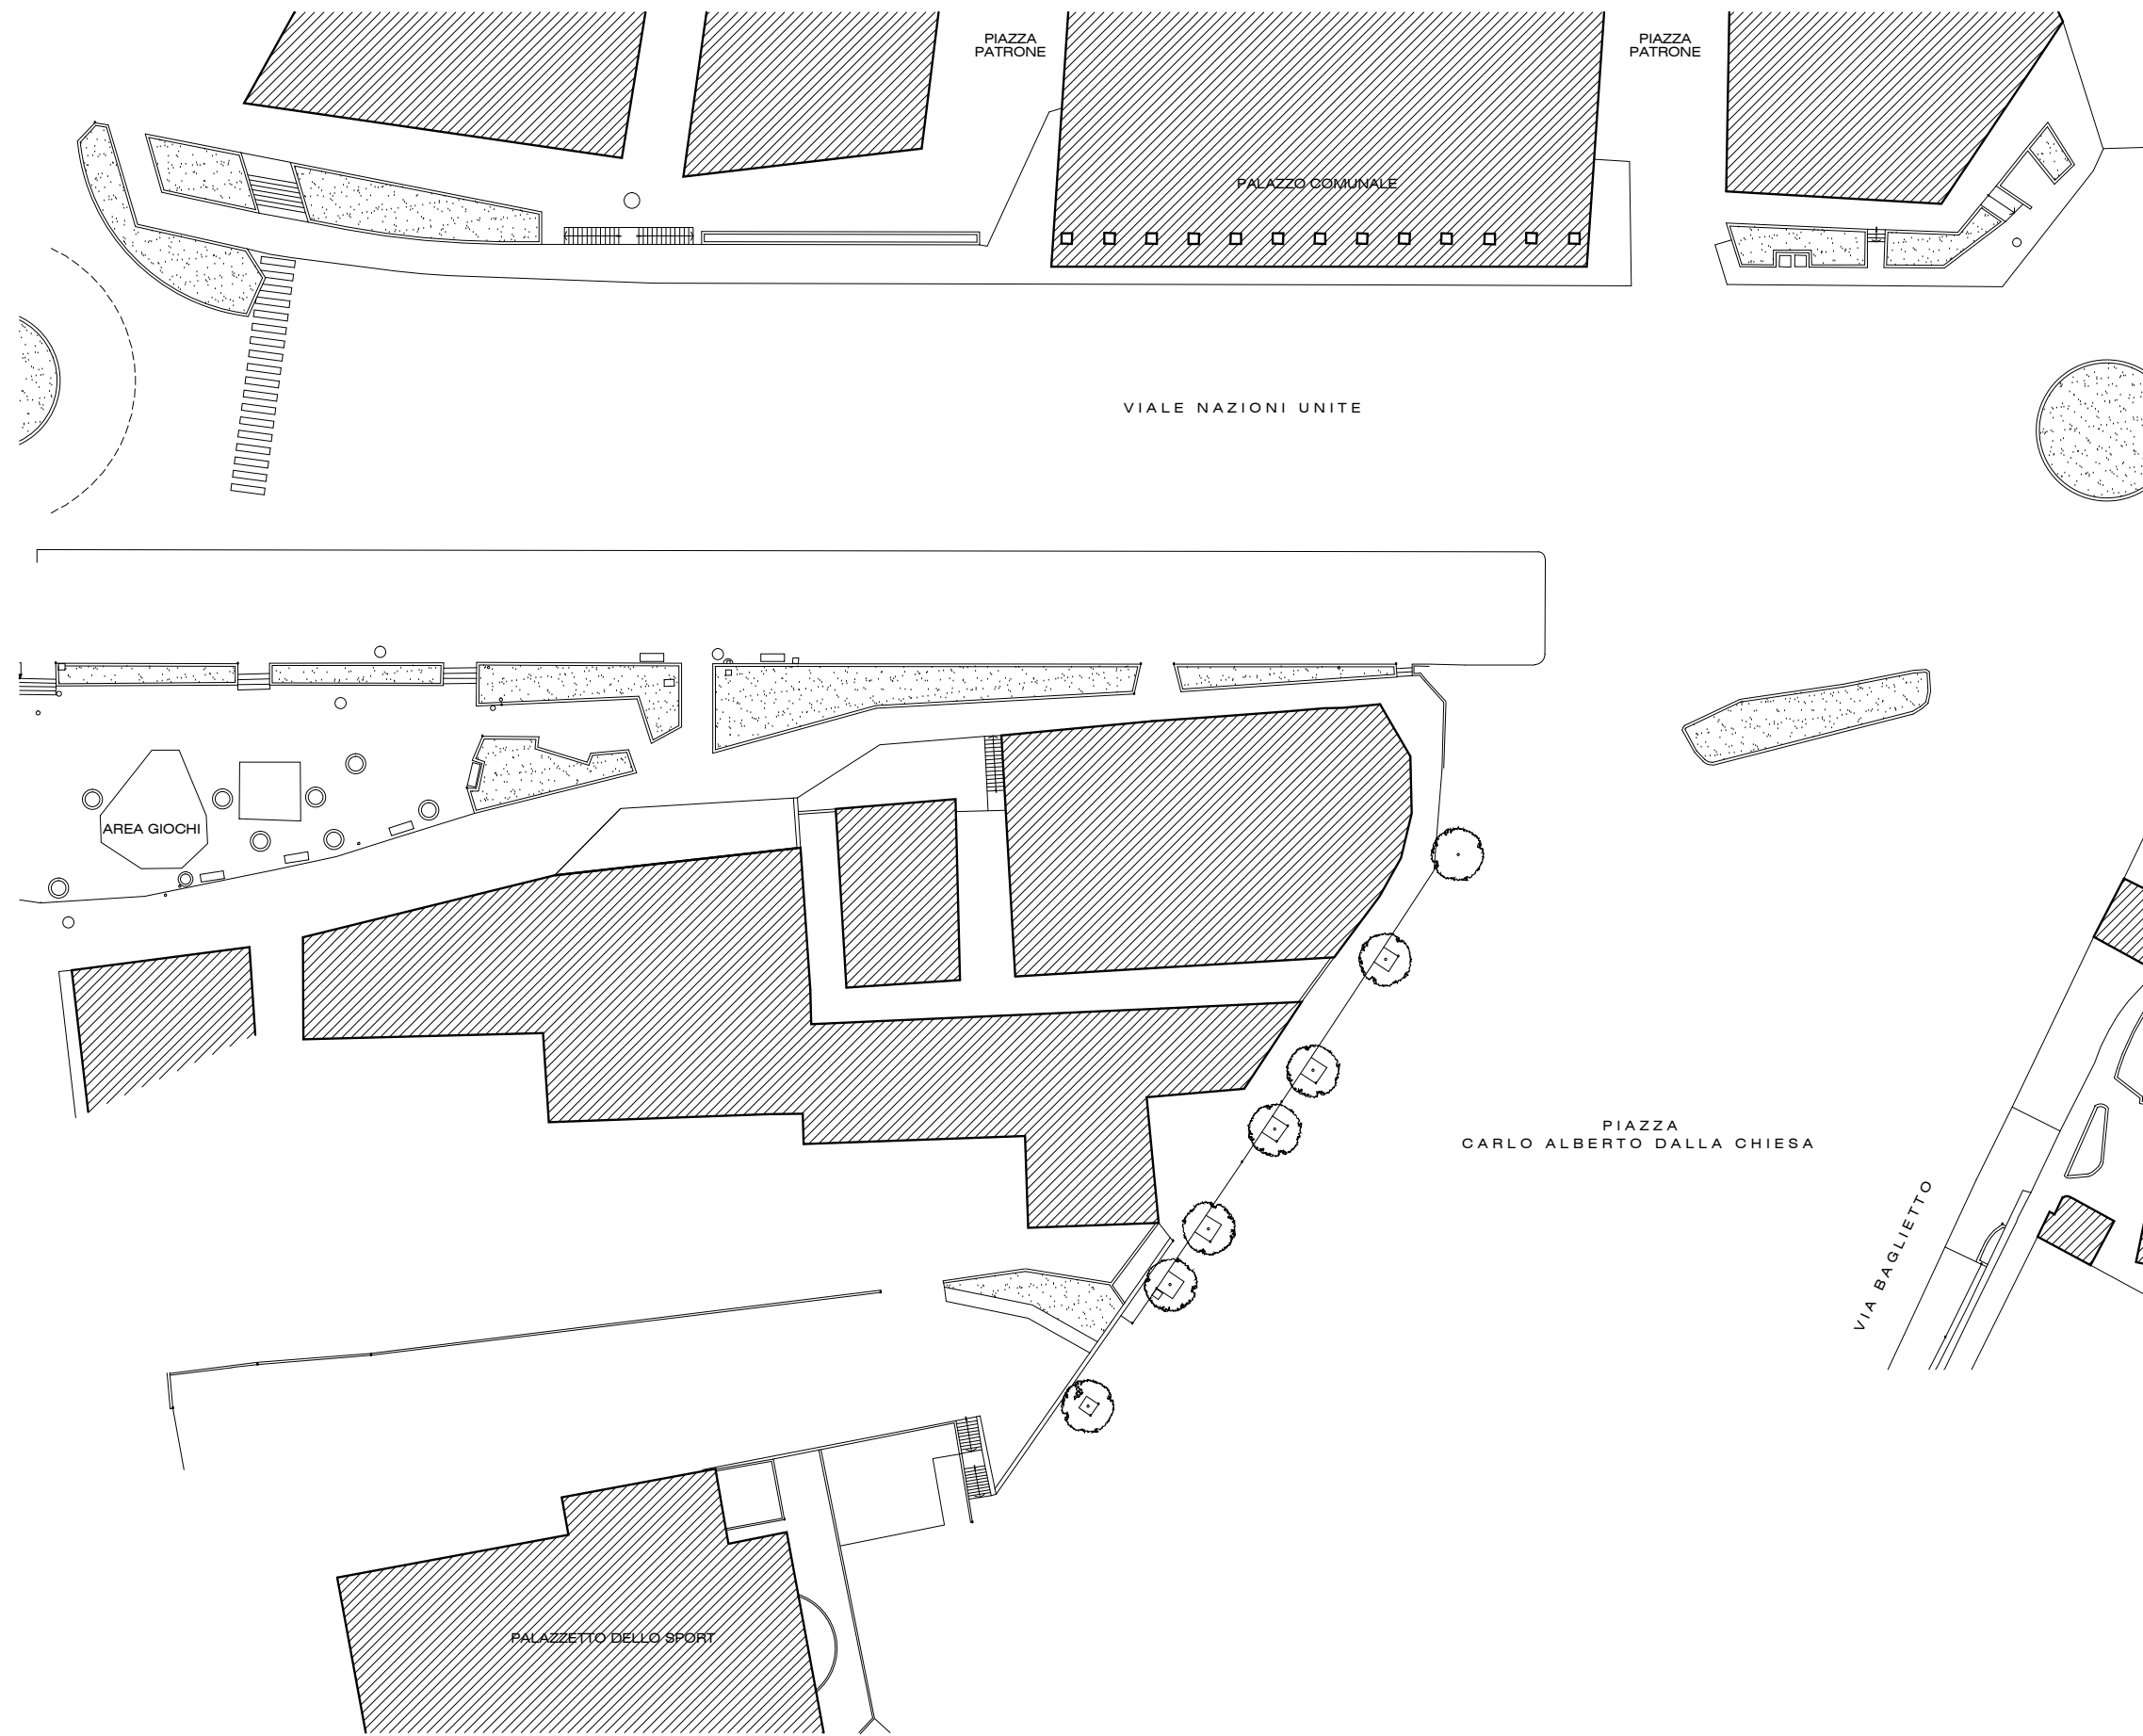 PIAZZA
PATRONE
PIAZZA
PATRONE
PALAZZO COMUNALE
VIALE NAZIONI UNITE
AREA GIOCHI
PIAZZA
CARLO ALBERTO DALLA CHIESA
VIA BAGLIETTO
PALAZZETTO DELLO SPORT